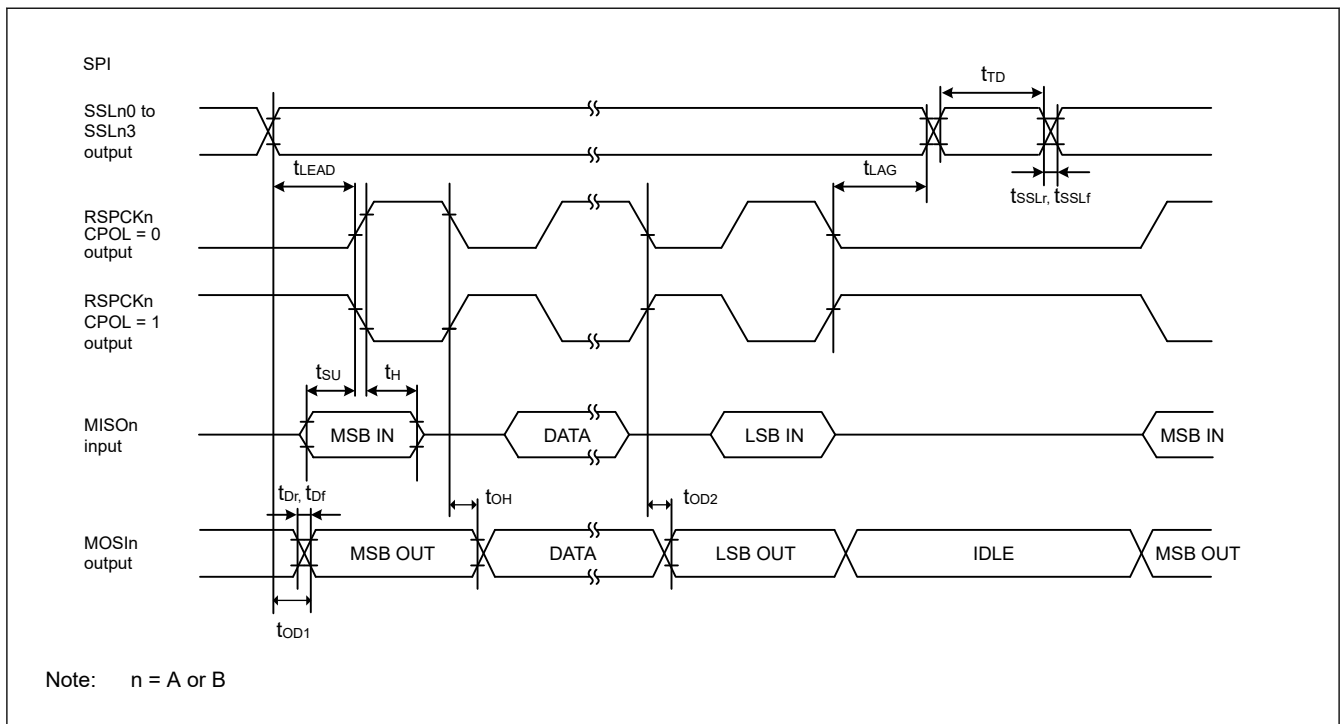 SPI
SSLn0 to
SSLn3
output
tTD
tLEAD
tLAG
tSSLr, tSSLf
RSPCKn
CPOL = 0
output
RSPCKn
CPOL = 1
output
tSU
tH
MISOn
input
MSB IN
DATA
LSB IN
MSB IN
tDr, tDf
tOH
tOD2
MOSIn
output
MSB OUT
DATA
LSB OUT
IDLE
MSB OUT
tOD1
Note: n = A or B